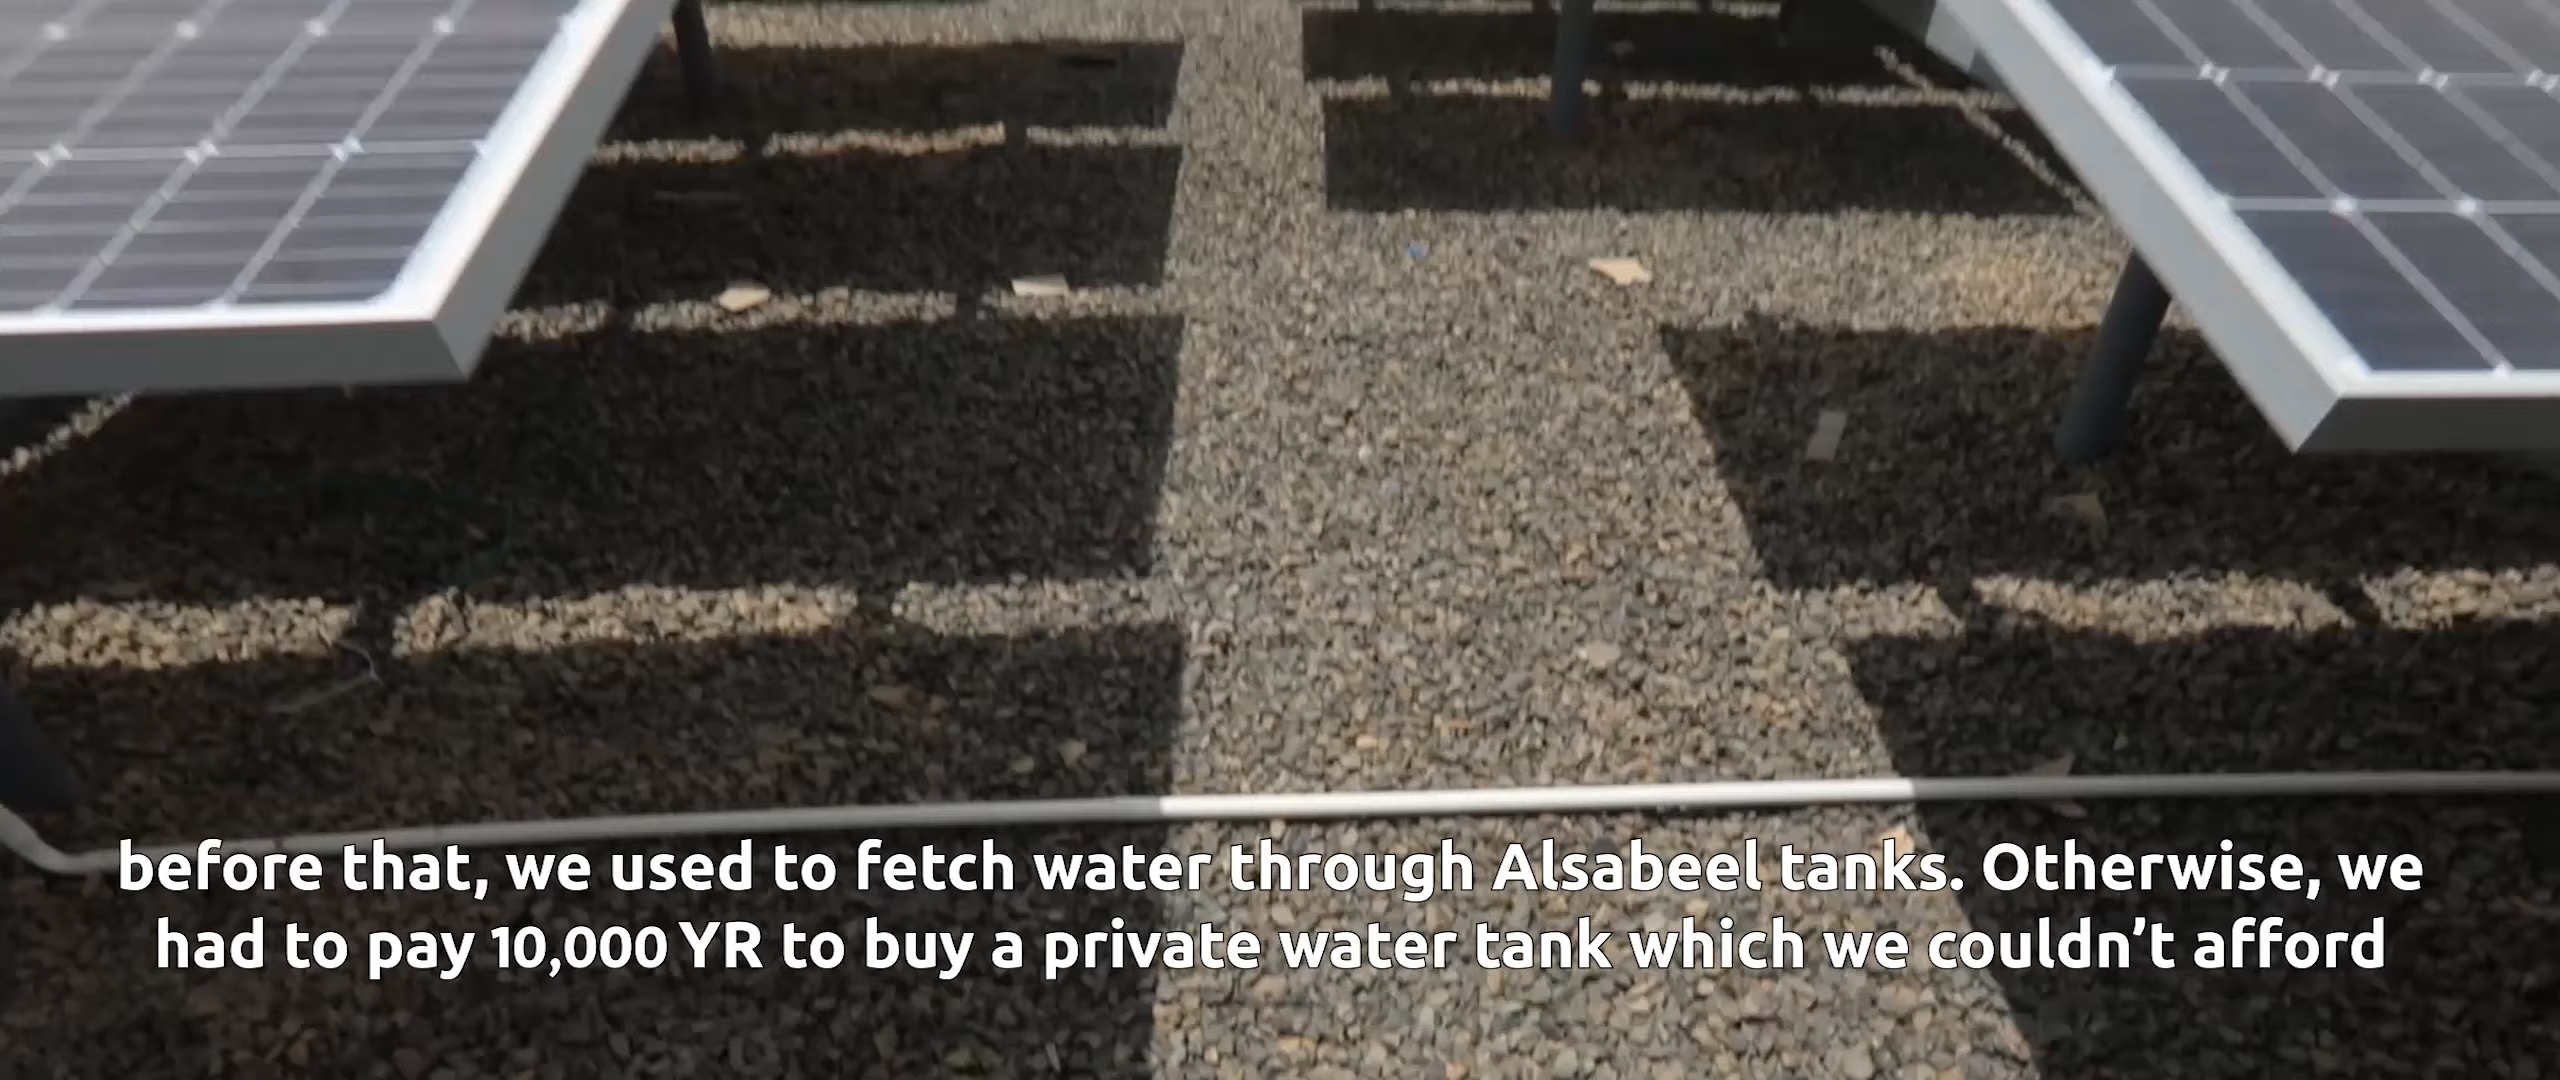 before that, we used to fetch water through Alsabeel tanks. Otherwise, we
had to pay 10,000 YR to buy a private water tank which we couldn’t afford